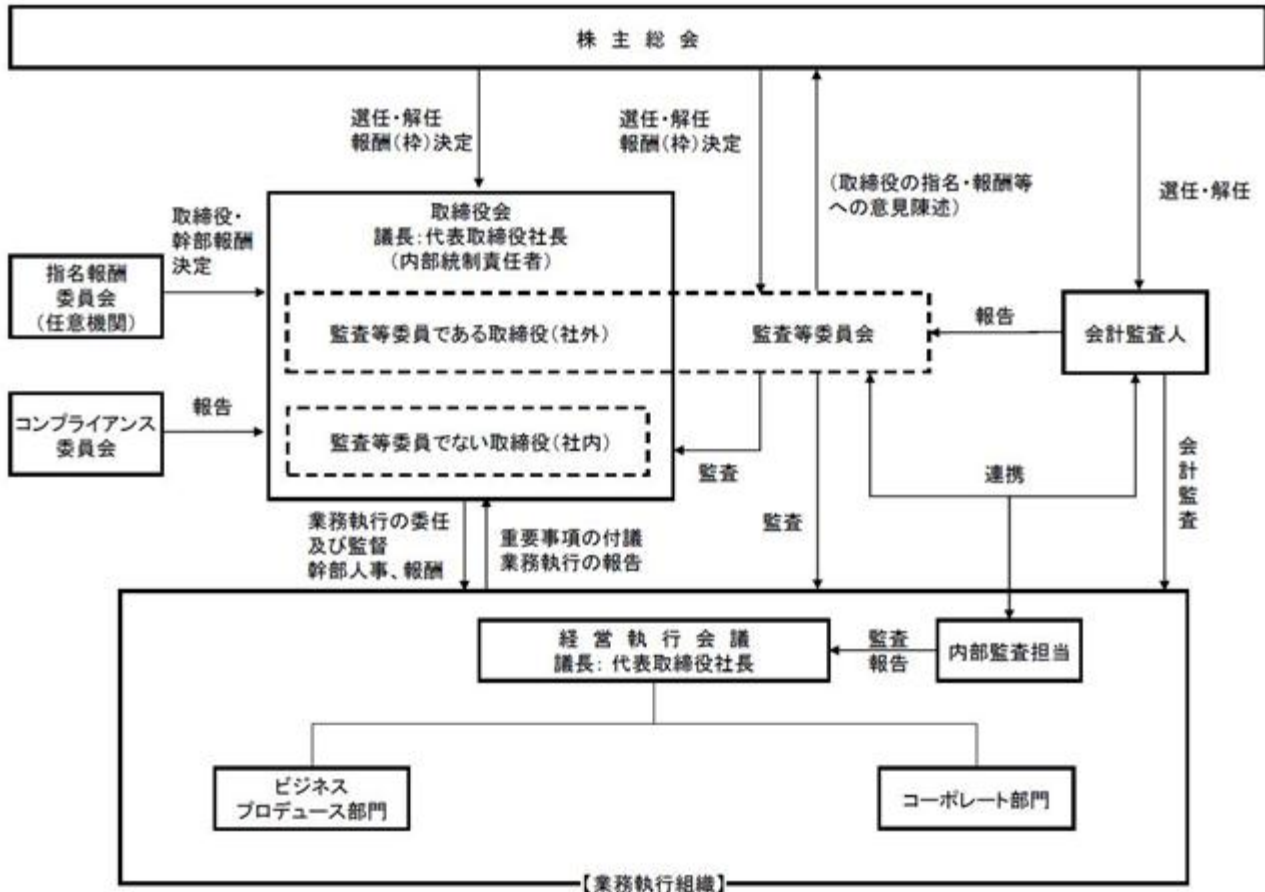 株主総会
選任・解任
報酬(枠)決定
選任・解任
報酬(枠)決定
(取締役の指名・報酬等
への意見陳述)
選任・解任
取締役・
幹部報酬
決定
指名報酬
委員会
(任意機関)
取締役会
議長:代表取締役社長
(内部統制責任者)
監査等委員である取締役(社外)
監査等委員会
報告
会計監査人
コンプライアンス
委員会
報告
監査等委員でない取締役(社内)
監査
監査
連携
会計監査
業務執行の委任
及び監督
幹部人事、報酬
重要事項の付議
業務執行の報告
経営執行会議
議長: 代表取締役社長
監査
報告
内部監査担当
ビジネス
プロデュース部門
コーポレート部門
【業務執行組織】